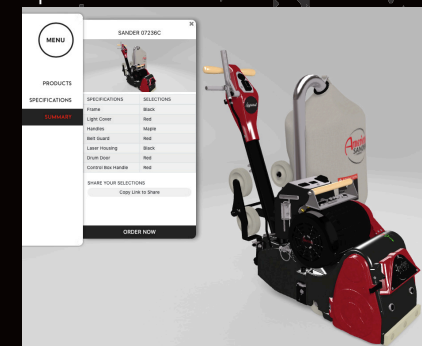 MENU
PRODUCTS
SPECIFICATIONS
SUMMARY
SANDER 07236C
×
SPECIFICATIONS SELECTIONS
Frame Black
Light Cover Red
Handles Maple
Belt Guard Red
Laser Housing Black
Drum Door Red
Control Box Handle Red
SHARE YOUR SELECTIONS
Copy Link to Share
ORDER NOW